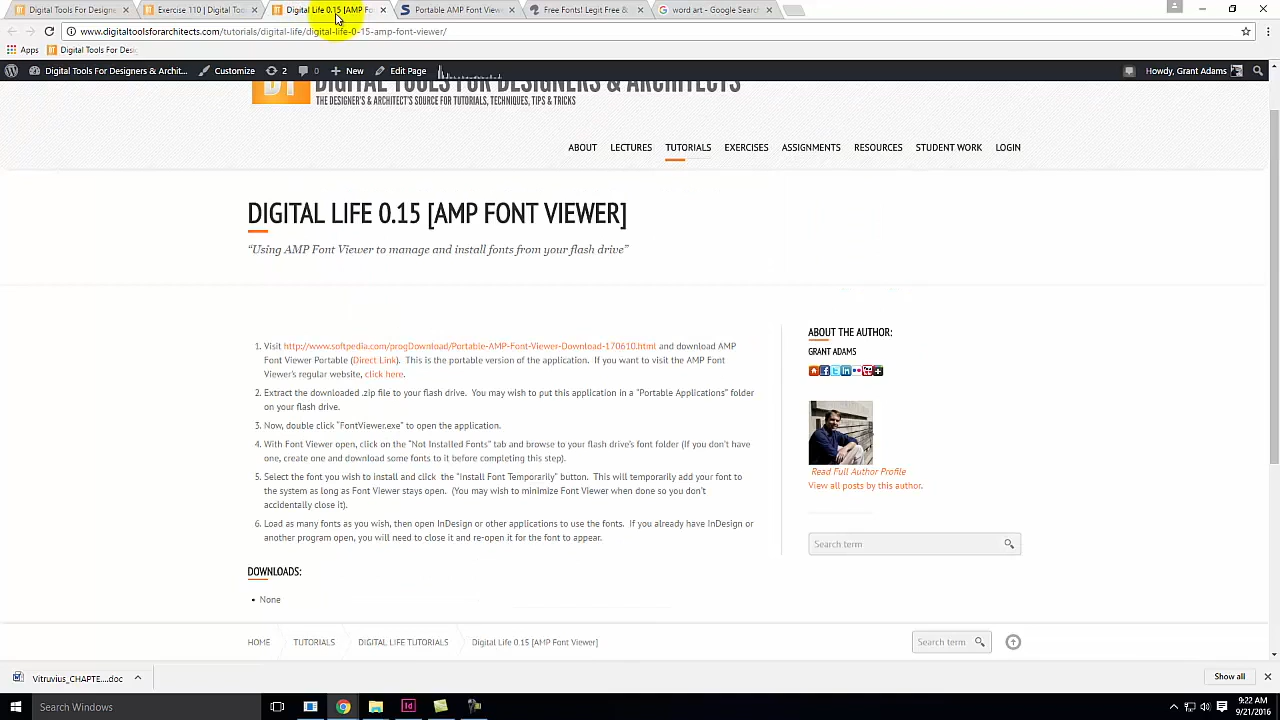 Digital Tools For Designe
Exercise 110 | Digital Tools
Digital Life 0.15 [AMP Fo
Portable AMP Font Viewe
Free Fonts! Legit Free &
word art - Google Search
www.digitaltoolsforarchitects.com/tutorials/digital-life/digital-life-0-15-amp-font-viewer/
Apps Digital Tools For Desig
Digital Tools For Designers & Archit... Customize 2 0 New Edit Page Howdy, Grant Adams
DT DIGITAL TOOLS FOR DESIGNERS & ARCHITECTS
THE DESIGNER'S & ARCHITECT'S SOURCE FOR TUTORIALS, TECHNIQUES, TIPS & TRICKS
ABOUT LECTURES TUTORIALS EXERCISES ASSIGNMENTS RESOURCES STUDENT WORK LOGIN
DIGITAL LIFE 0.15 [AMP FONT VIEWER]
“Using AMP Font Viewer to manage and install fonts from your flash drive”
1. Visit http://www.softpedia.com/progDownload/Portable-AMP-Font-Viewer-Download-170610.html and download AMP
Font Viewer Portable (Direct Link). This is the portable version of the application. If you want to visit the AMP Font
Viewer's regular website, click here.
2. Extract the downloaded .zip file to your flash drive. You may wish to put this application in a “Portable Applications” folder
on your flash drive.
3. Now, double click “FontViewer.exe” to open the application.
4. With Font Viewer open, click on the “Not Installed Fonts” tab and browse to your flash drive's font folder (If you don't have
one, create one and download some fonts to it before completing this step).
5. Select the font you wish to install and click the “Install Font Temporarily” button. This will temporarily add your font to
the system as long as Font Viewer stays open. (You may wish to minimize Font Viewer when done so you don't
accidentally close it).
6. Load as many fonts as you wish, then open InDesign or other applications to use the fonts. If you already have InDesign or
another program open, you will need to close it and re-open it for the font to appear.
DOWNLOADS:
None
ABOUT THE AUTHOR:
GRANT ADAMS
Read Full Author Profile
View all posts by this author.
Search term
HOME TUTORIALS DIGITAL LIFE TUTORIALS Digital Life 0.15 [AMP Font Viewer] Search term
Vitruvius_CHAPTE....doc Show all
Search Windows
9:22 AM
9/21/2016